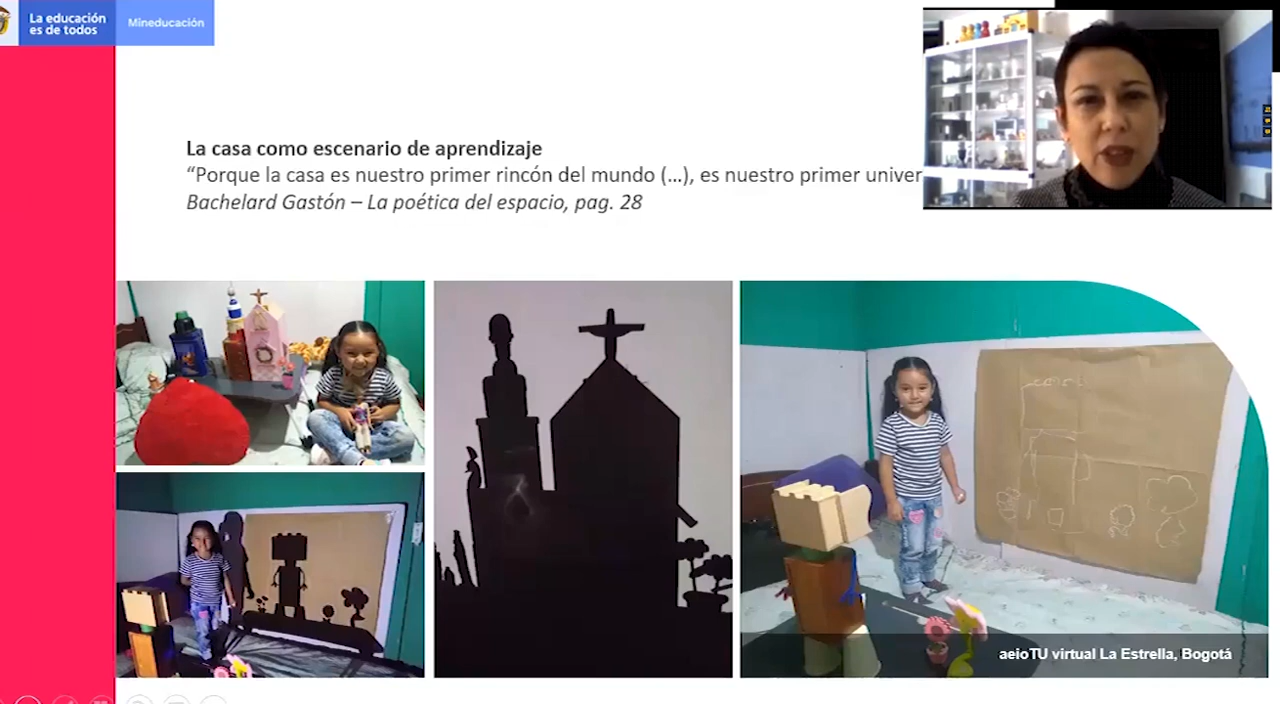 La educación
es de todos
Mineducación
La casa como escenario de aprendizaje
“Porque la casa es nuestro primer rincón del mundo (…), es nuestro primer univer
Bachelard Gastón – La poética del espacio, pag. 28
aeioTU virtual La Estrella, Bogotá